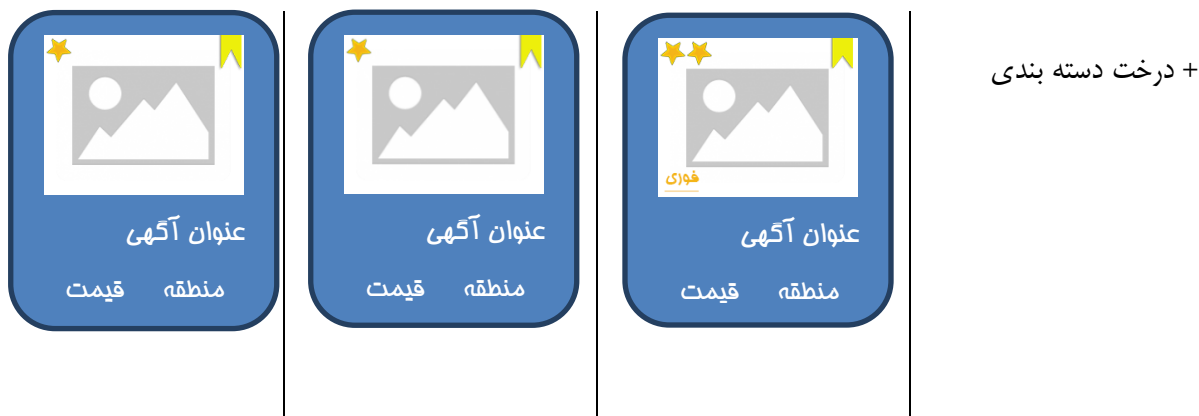 + درخت دسته بندی
فوری
عنوان آگهی
منطقه قیمت
عنوان آگهی
منطقه قیمت
عنوان آگهی
منطقه قیمت